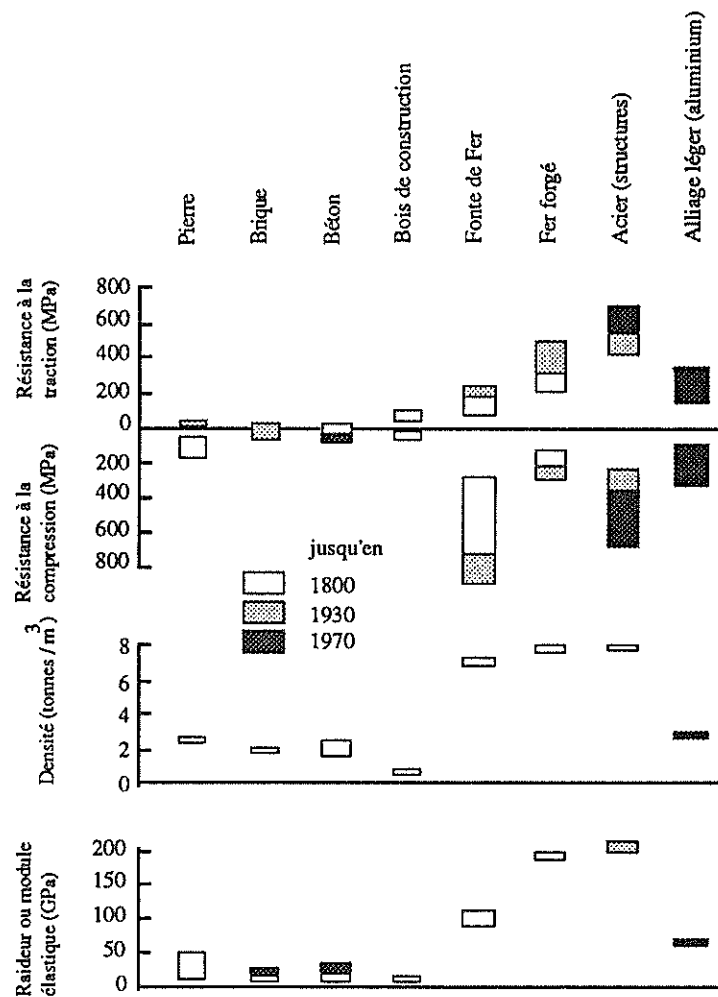 Pierre
Brique
Béton
Bois de construction
Fonte de Fer
Fer forgé
Acier (structures)
Alliage léger (aluminium)
Résistance à la
traction (MPa)
800
600
400
200
0
Résistance à la
compression (MPa)
200
400
600
800
jusqu'en
1800
1930
1970
Densité (tonnes / m³)
8
6
4
2
0
Raideur ou module
élastique (GPa)
200
150
100
50
0